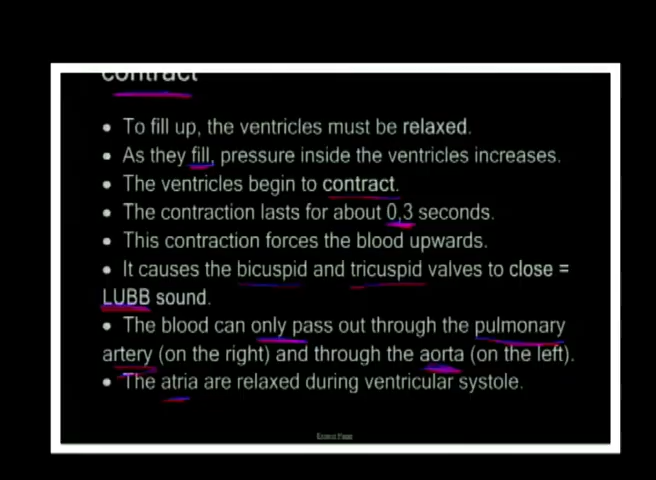 contract
• To fill up, the ventricles must be relaxed.
• As they fill, pressure inside the ventricles increases.
• The ventricles begin to contract.
• The contraction lasts for about 0,3 seconds.
• This contraction forces the blood upwards.
• It causes the bicuspid and tricuspid valves to close =
LUBB sound.
• The blood can only pass out through the pulmonary
artery (on the right) and through the aorta (on the left).
• The atria are relaxed during ventricular systole.